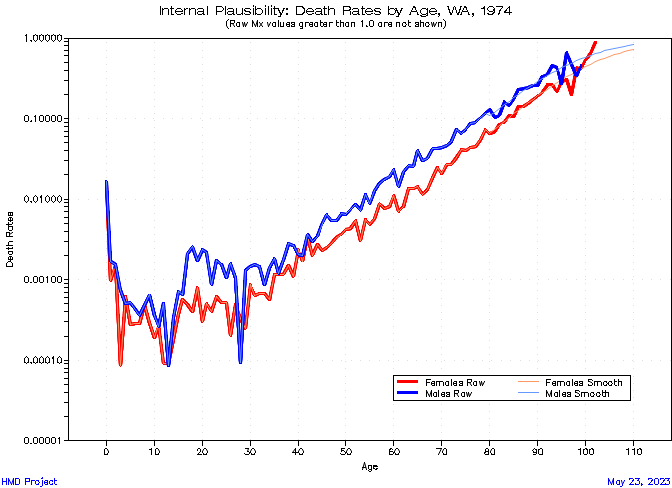 Internal Plausibility: Death Rates by Age, WA, 1974
(Raw Mx values greater than 1.0 are not shown)
1.00000
0.10000
0.01000
0.00100
0.00010
0.00001
Death Rates
Females Raw
Females Smooth
Males Raw
Males Smooth
0 10 20 30 40 50 60 70 80 90 100 110
Age
HMD Project
May 23, 2023